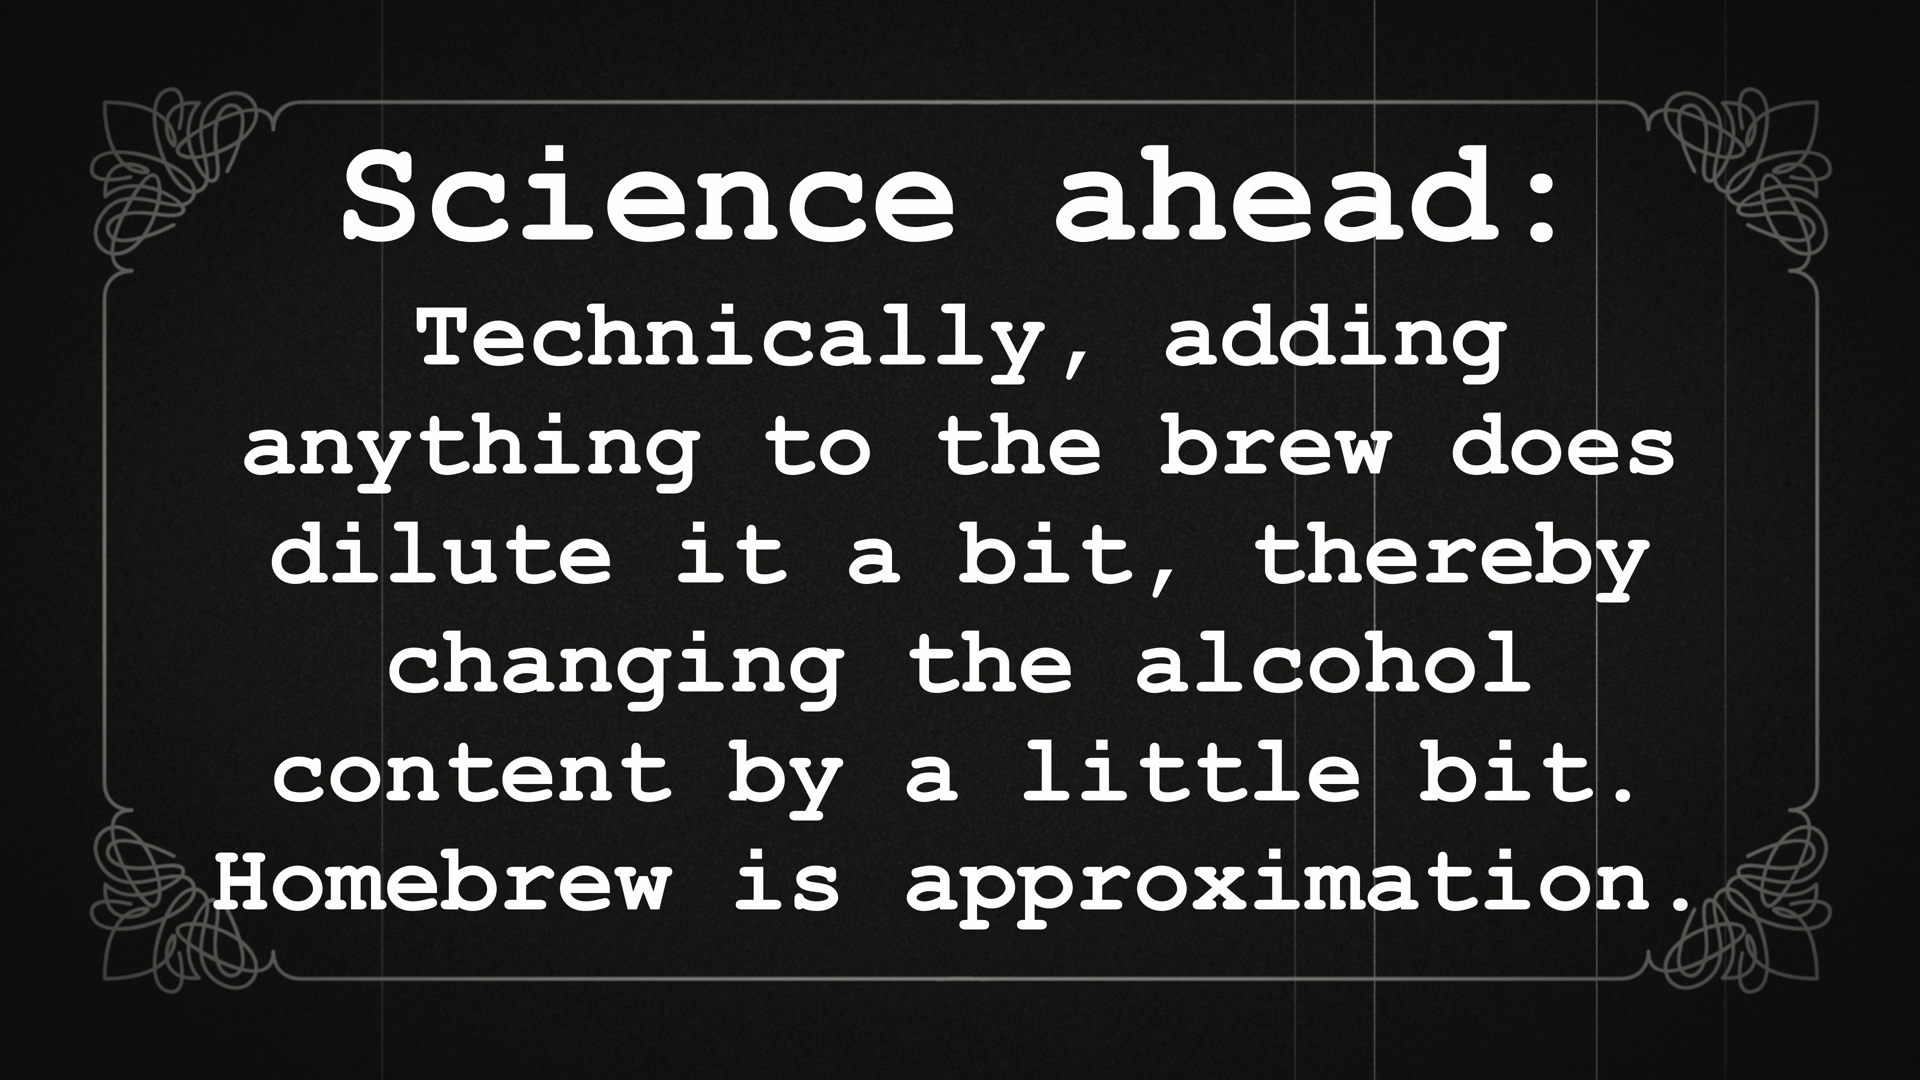 Science ahead:
Technically, adding
anything to the brew does
dilute it a bit, thereby
changing the alcohol
content by a little bit.
Homebrew is approximation.